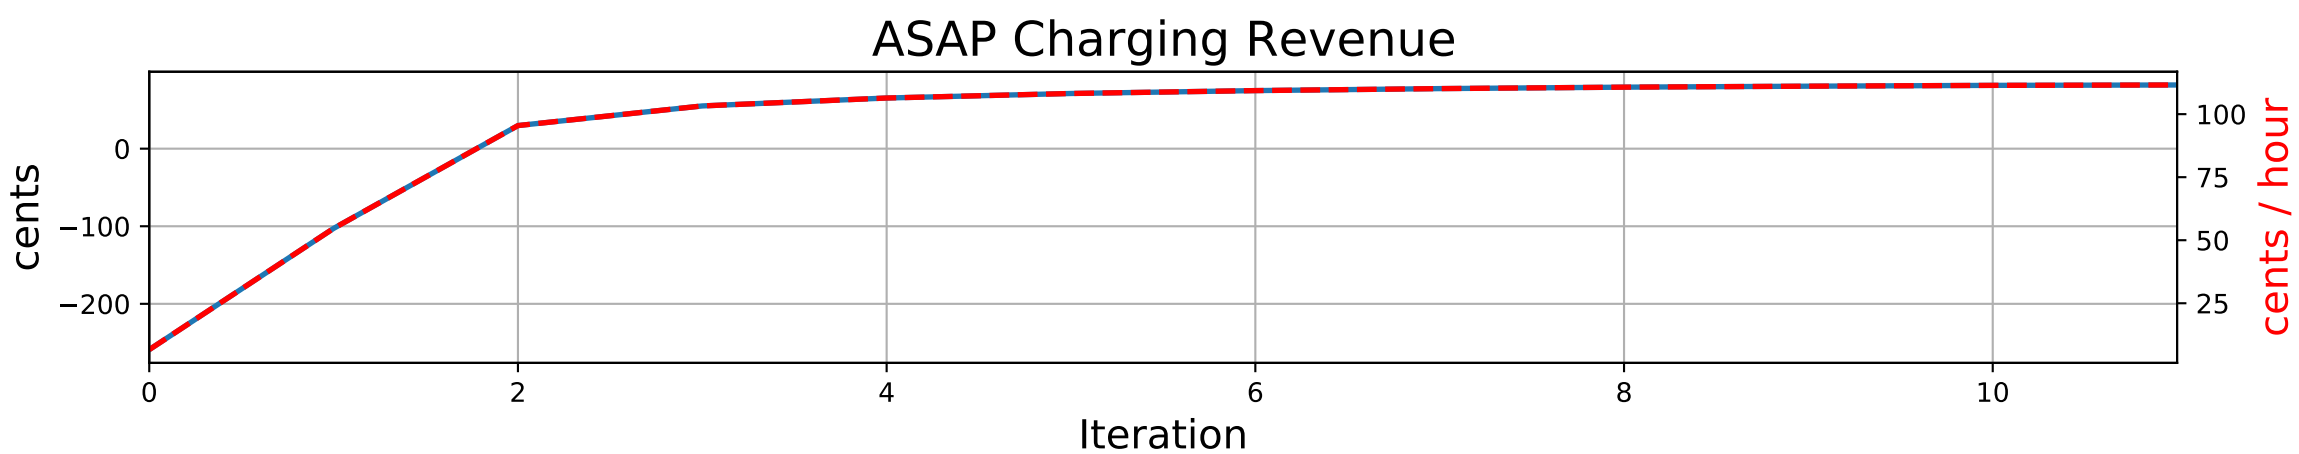 ASAP Charging Revenue
cents
0
−100
−200
100
75
50
25
cents / hour
0 2 4 6 8 10
Iteration